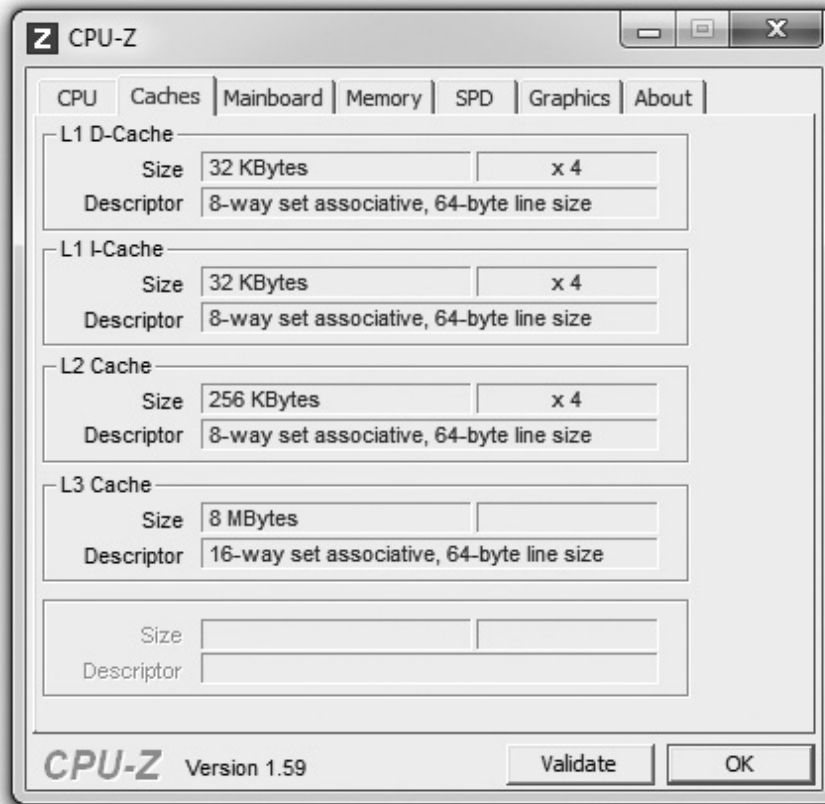 Z CPU-Z
CPU Caches Mainboard Memory SPD Graphics About
L1 D-Cache
Size 32 KBytes x 4
Descriptor 8-way set associative, 64-byte line size
L1 I-Cache
Size 32 KBytes x 4
Descriptor 8-way set associative, 64-byte line size
L2 Cache
Size 256 KBytes x 4
Descriptor 8-way set associative, 64-byte line size
L3 Cache
Size 8 MBytes
Descriptor 16-way set associative, 64-byte line size
Size
Descriptor
CPU-Z Version 1.59 Validate OK